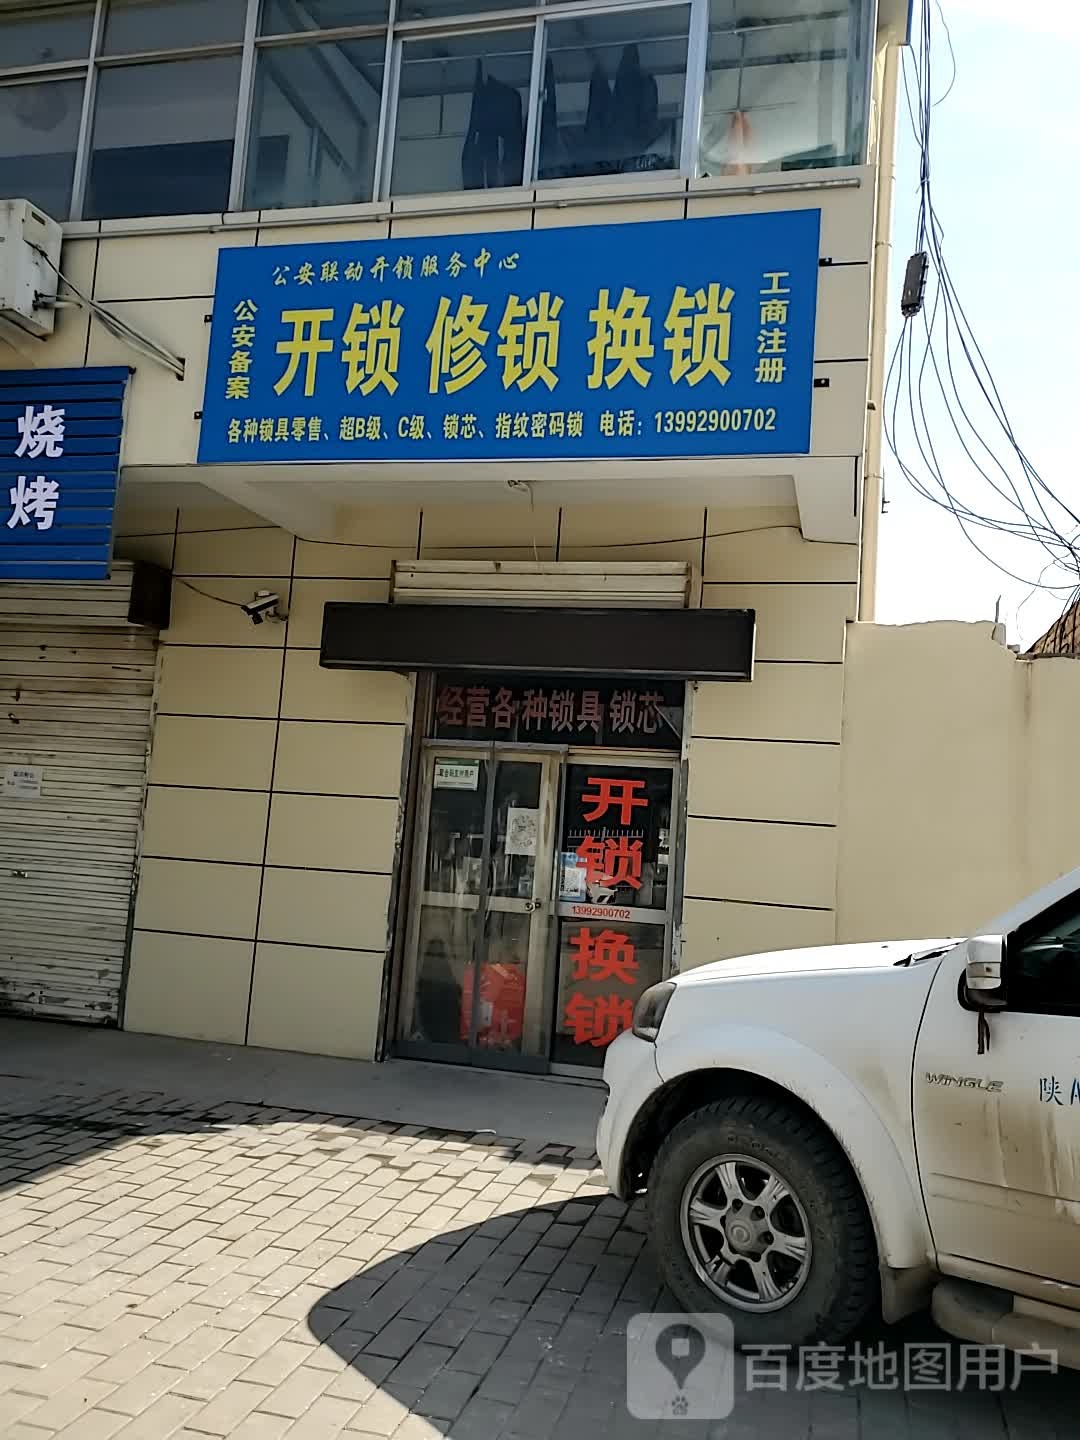 公安联动开锁服务中心
公安备案
开锁 修锁 换锁
工商注册
各种锁具零售、超B级、C级、锁芯、指纹密码锁 电话：13992900702
烧烤
经营各种锁具 锁芯
开锁
13992900702
换锁
WINGLE
陕A
百度地图用户